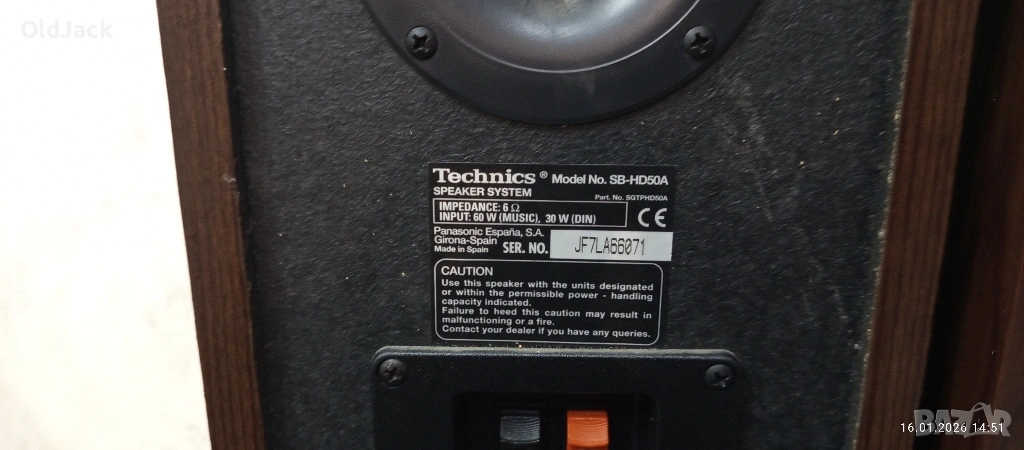 OldJack
Technics® Model No. SB-HD50A
SPEAKER SYSTEM
Part. No. SGTPHD50A
IMPEDANCE: 6 Ω
INPUT: 60 W (MUSIC), 30 W (DIN)
CE
Panasonic España, S.A.
Girona-Spain
Made in Spain
SER. NO. JF7LA66071
CAUTION
Use this speaker with the units designated
or within the permissible power - handling
capacity indicated.
Failure to heed this caution may result in
malfunctioning or a fire.
Contact your dealer if you have any queries.
BAZAR
16.01.2026 14:51